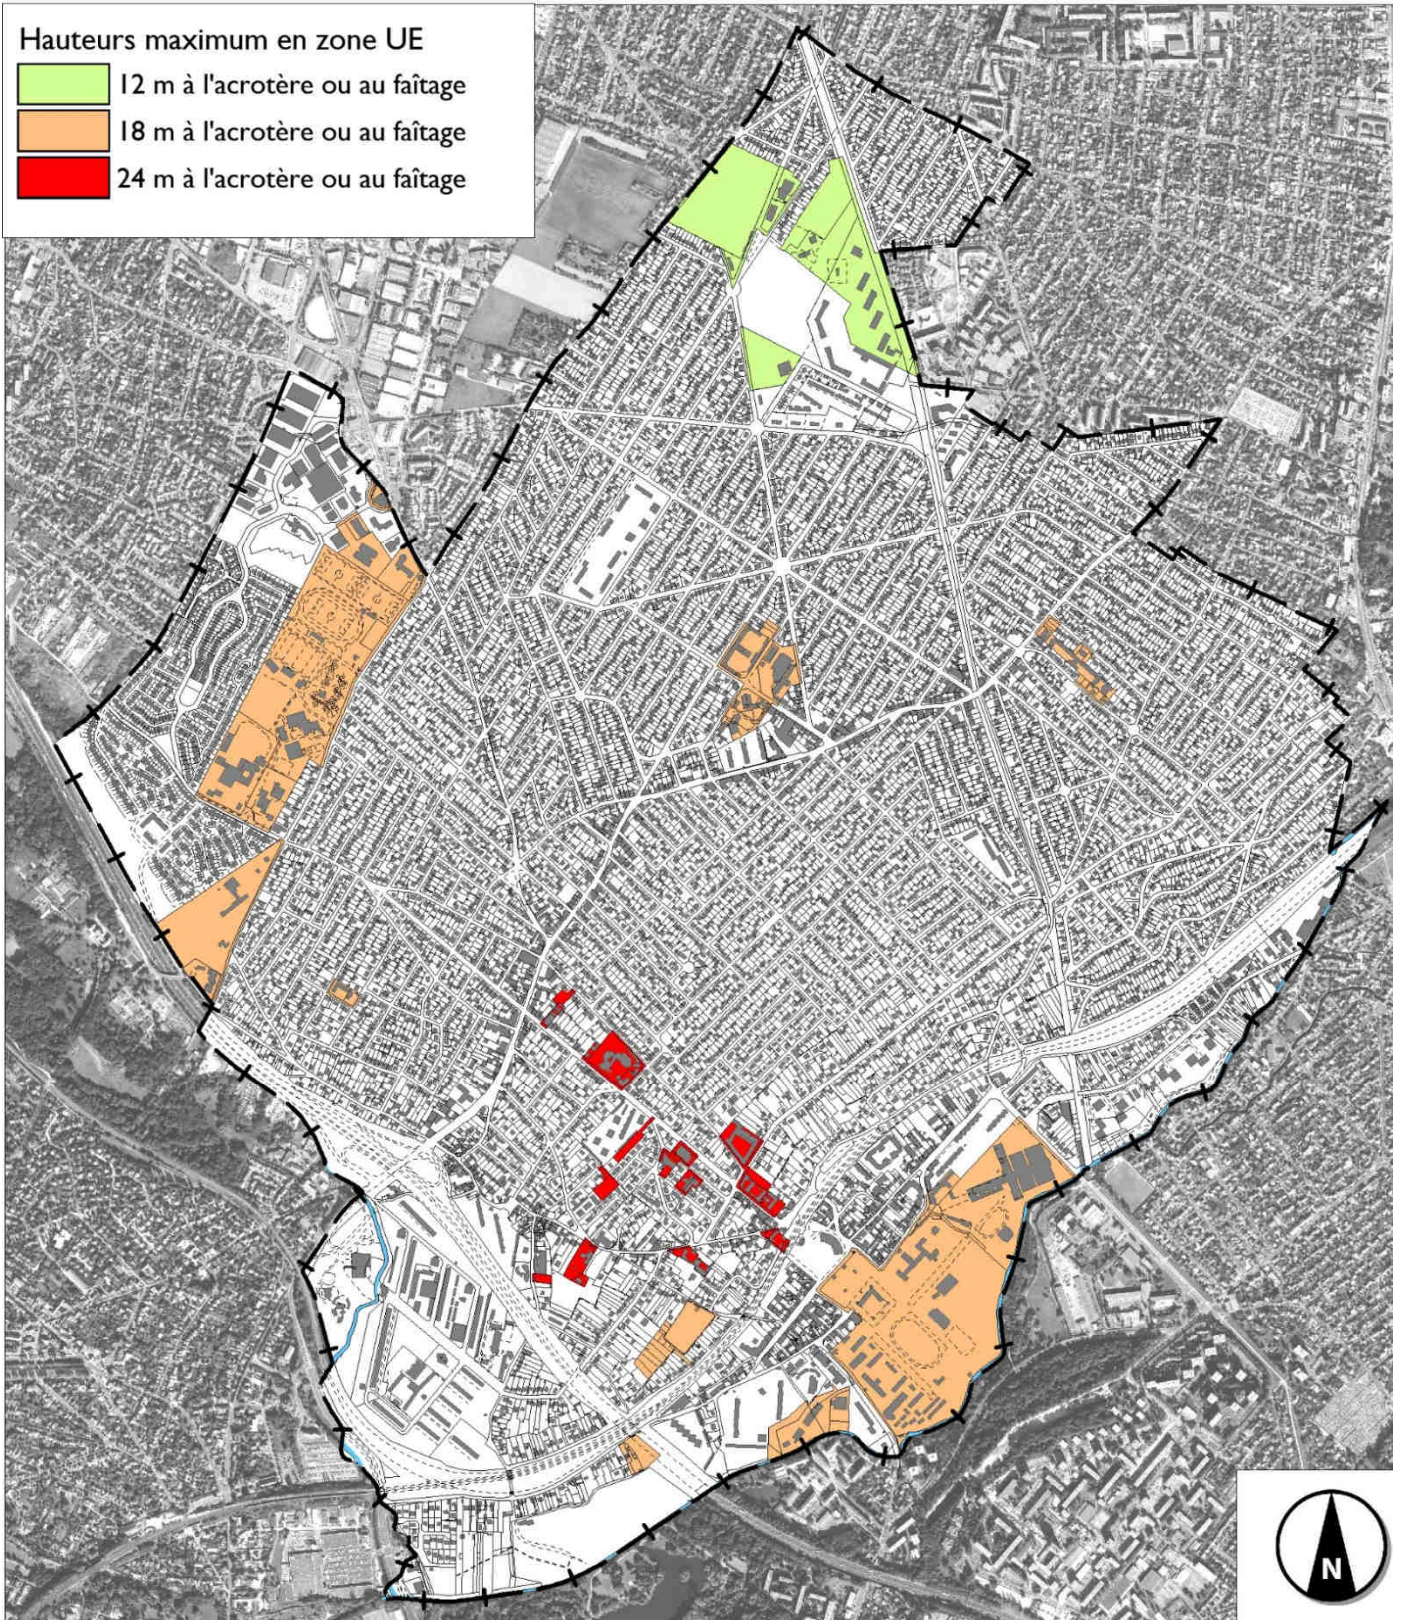 Hauteurs maximum en zone UE
12 m à l'acrotère ou au faîtage
18 m à l'acrotère ou au faîtage
24 m à l'acrotère ou au faîtage
N